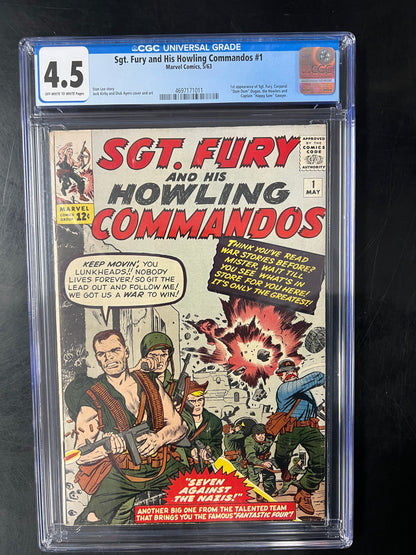 CGC UNIVERSAL GRADE
4.5
OFF-WHITE TO WHITE Pages
Sgt. Fury and His Howling Commandos #1
Marvel Comics, 5/63
4697171011
Stan Lee story
Jack Kirby and Dick Ayers cover and art
1st appearance of Sgt. Fury, Corporal
"Dum Dum" Dugan, the Howlers and
Captain "Happy Sam" Sawyer.
CGC
APPROVED
BY THE
COMICS
CODE
AUTHORITY
SGT. FURY
AND HIS
HOWLING
COMMANDOS
1
MAY
MARVEL
COMICS
GROUP
12¢
KEEP MOVIN', YOU
LUNKHEADS!! NOBODY
LIVES FOREVER! SO GIT THE
LEAD OUT AND FOLLOW ME!
WE GOT US A WAR TO WIN!
THINK YOU'VE READ
WAR STORIES BEFORE?
MISTER, WAIT TILL
YOU SEE WHAT'S IN
STORE FOR YOU HERE!
IT'S ONLY THE GREATEST!
"SEVEN
AGAINST
THE NAZIS!"
ANOTHER BIG ONE FROM THE TALENTED TEAM
THAT BRINGS YOU THE FAMOUS "FANTASTIC FOUR"!